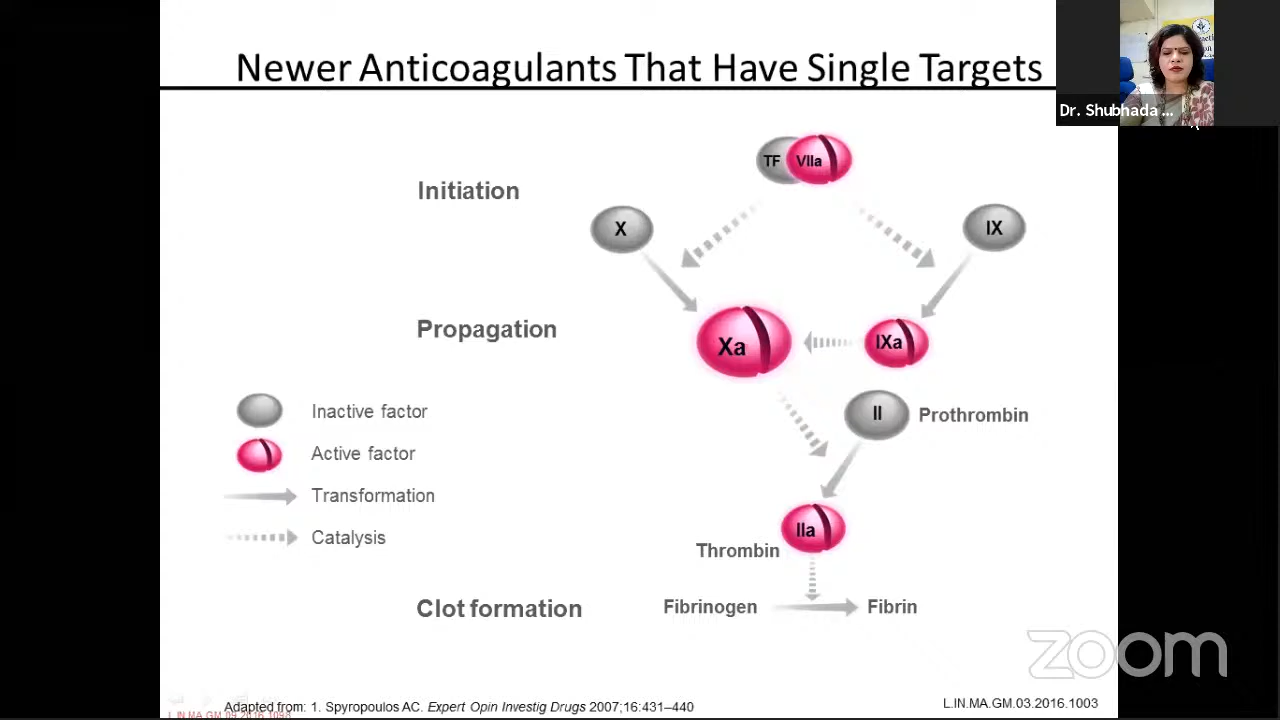 Newer Anticoagulants That Have Single Targets
Dr. Shubhada ...
TF VIIa
Initiation
X
IX
Propagation
Xa
IXa
II
Prothrombin
Inactive factor
Active factor
Transformation
Catalysis
IIa
Thrombin
Clot formation
Fibrinogen
Fibrin
zoom
Adapted from: 1. Spyropoulos AC. Expert Opin Investig Drugs 2007;16:431–440
L.IN.MA.GM.03.2016.1003